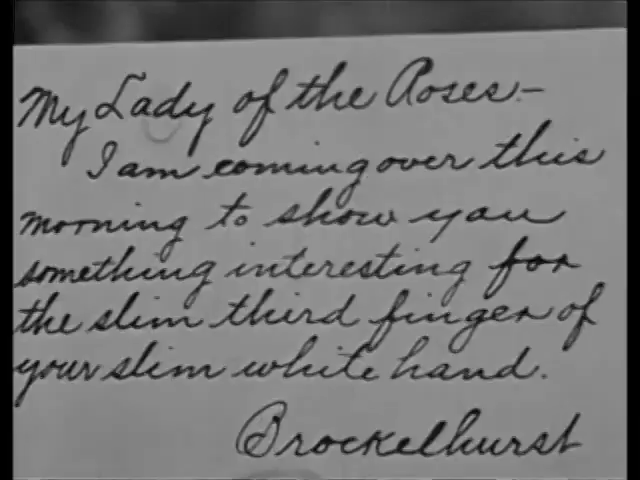 My Lady of the Roses:-
I am coming over this
morning to show you
something interesting for
the slim third finger of
your slim white hand.
Brockelhurst